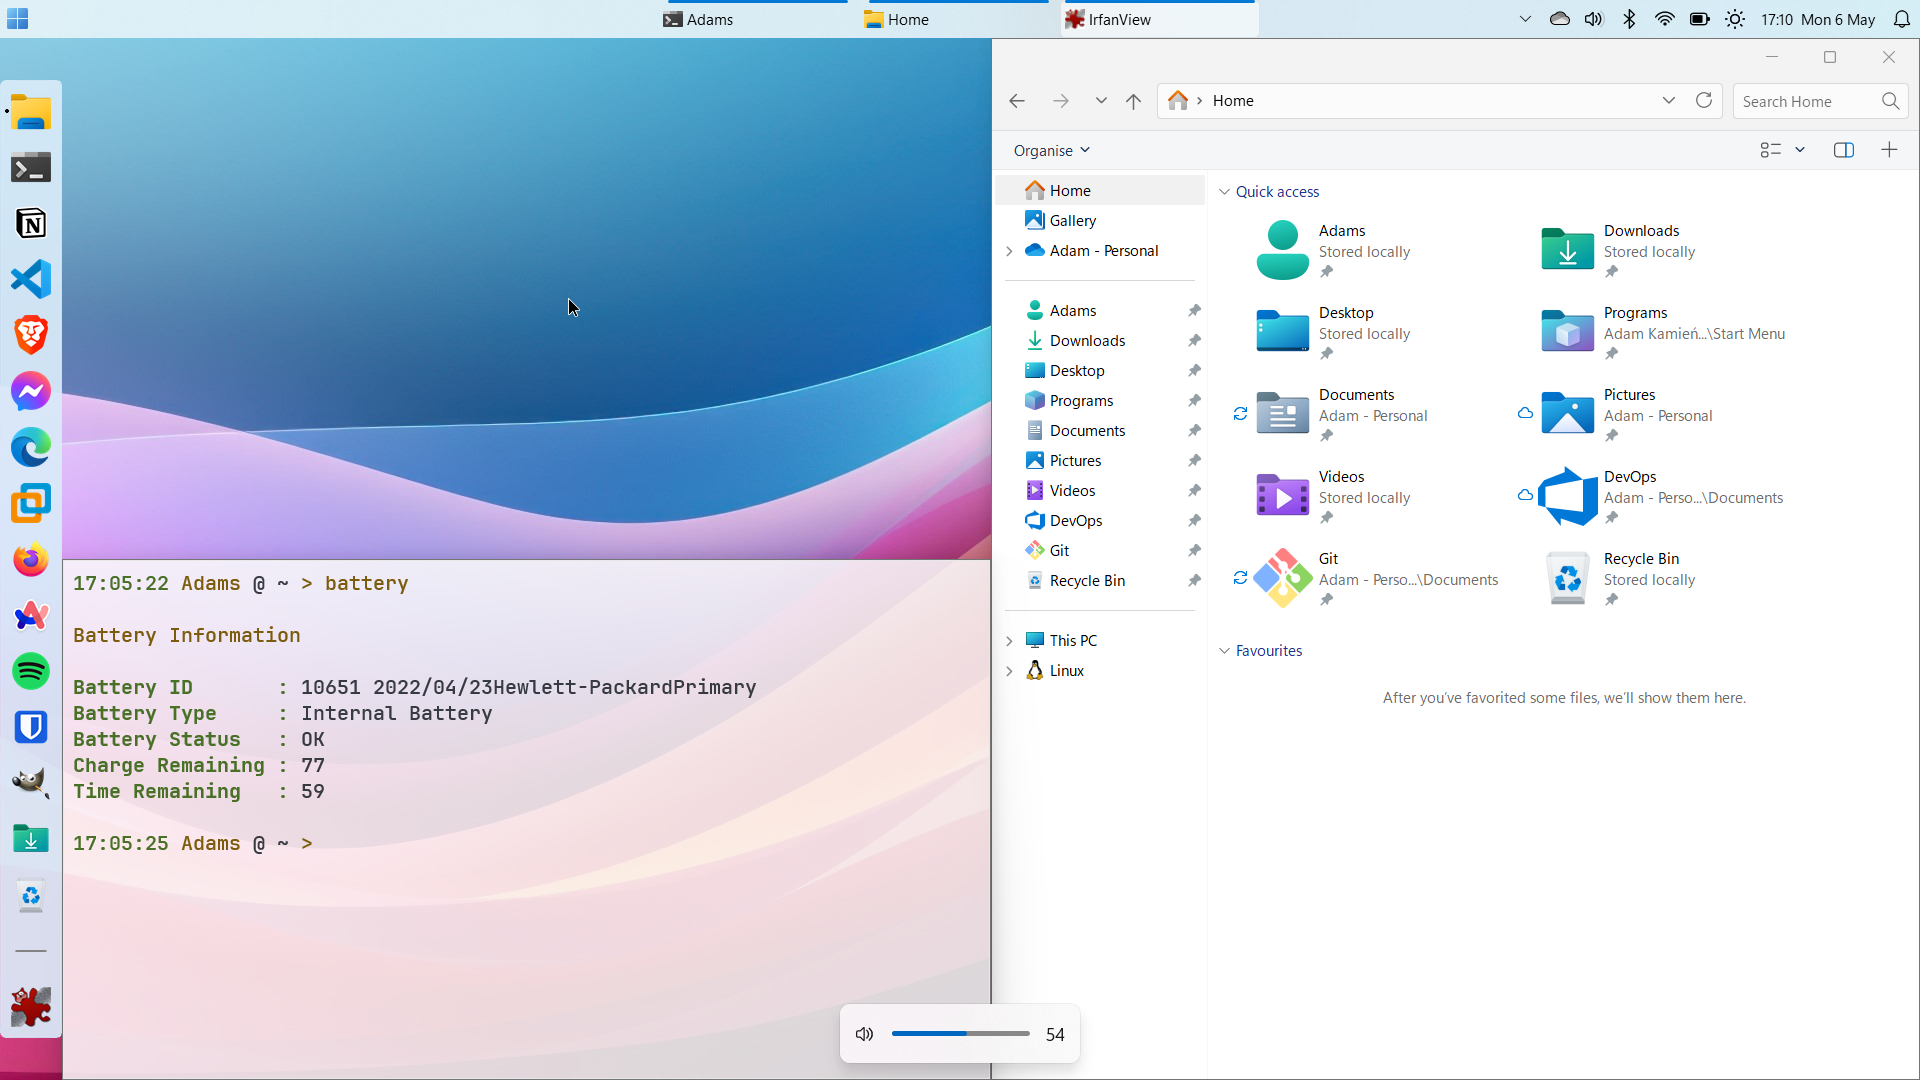 Adams
Home
IrfanView
17:10 Mon 6 May
Home
Search Home
Organise
Home
Gallery
Adam - Personal
Adams
Downloads
Desktop
Programs
Documents
Pictures
Videos
DevOps
Git
Recycle Bin
This PC
Linux
Quick access
Adams
Stored locally
Downloads
Stored locally
Desktop
Stored locally
Programs
Adam Kamień...\Start Menu
Documents
Adam - Personal
Pictures
Adam - Personal
Videos
Stored locally
DevOps
Adam - Perso...\Documents
Git
Adam - Perso...\Documents
Recycle Bin
Stored locally
Favourites
After you've favorited some files, we'll show them here.
17:05:22 Adams @ ~ > battery
Battery Information
Battery ID : 10651 2022/04/23Hewlett-PackardPrimary
Battery Type : Internal Battery
Battery Status : OK
Charge Remaining : 77
Time Remaining : 59
17:05:25 Adams @ ~ >
54